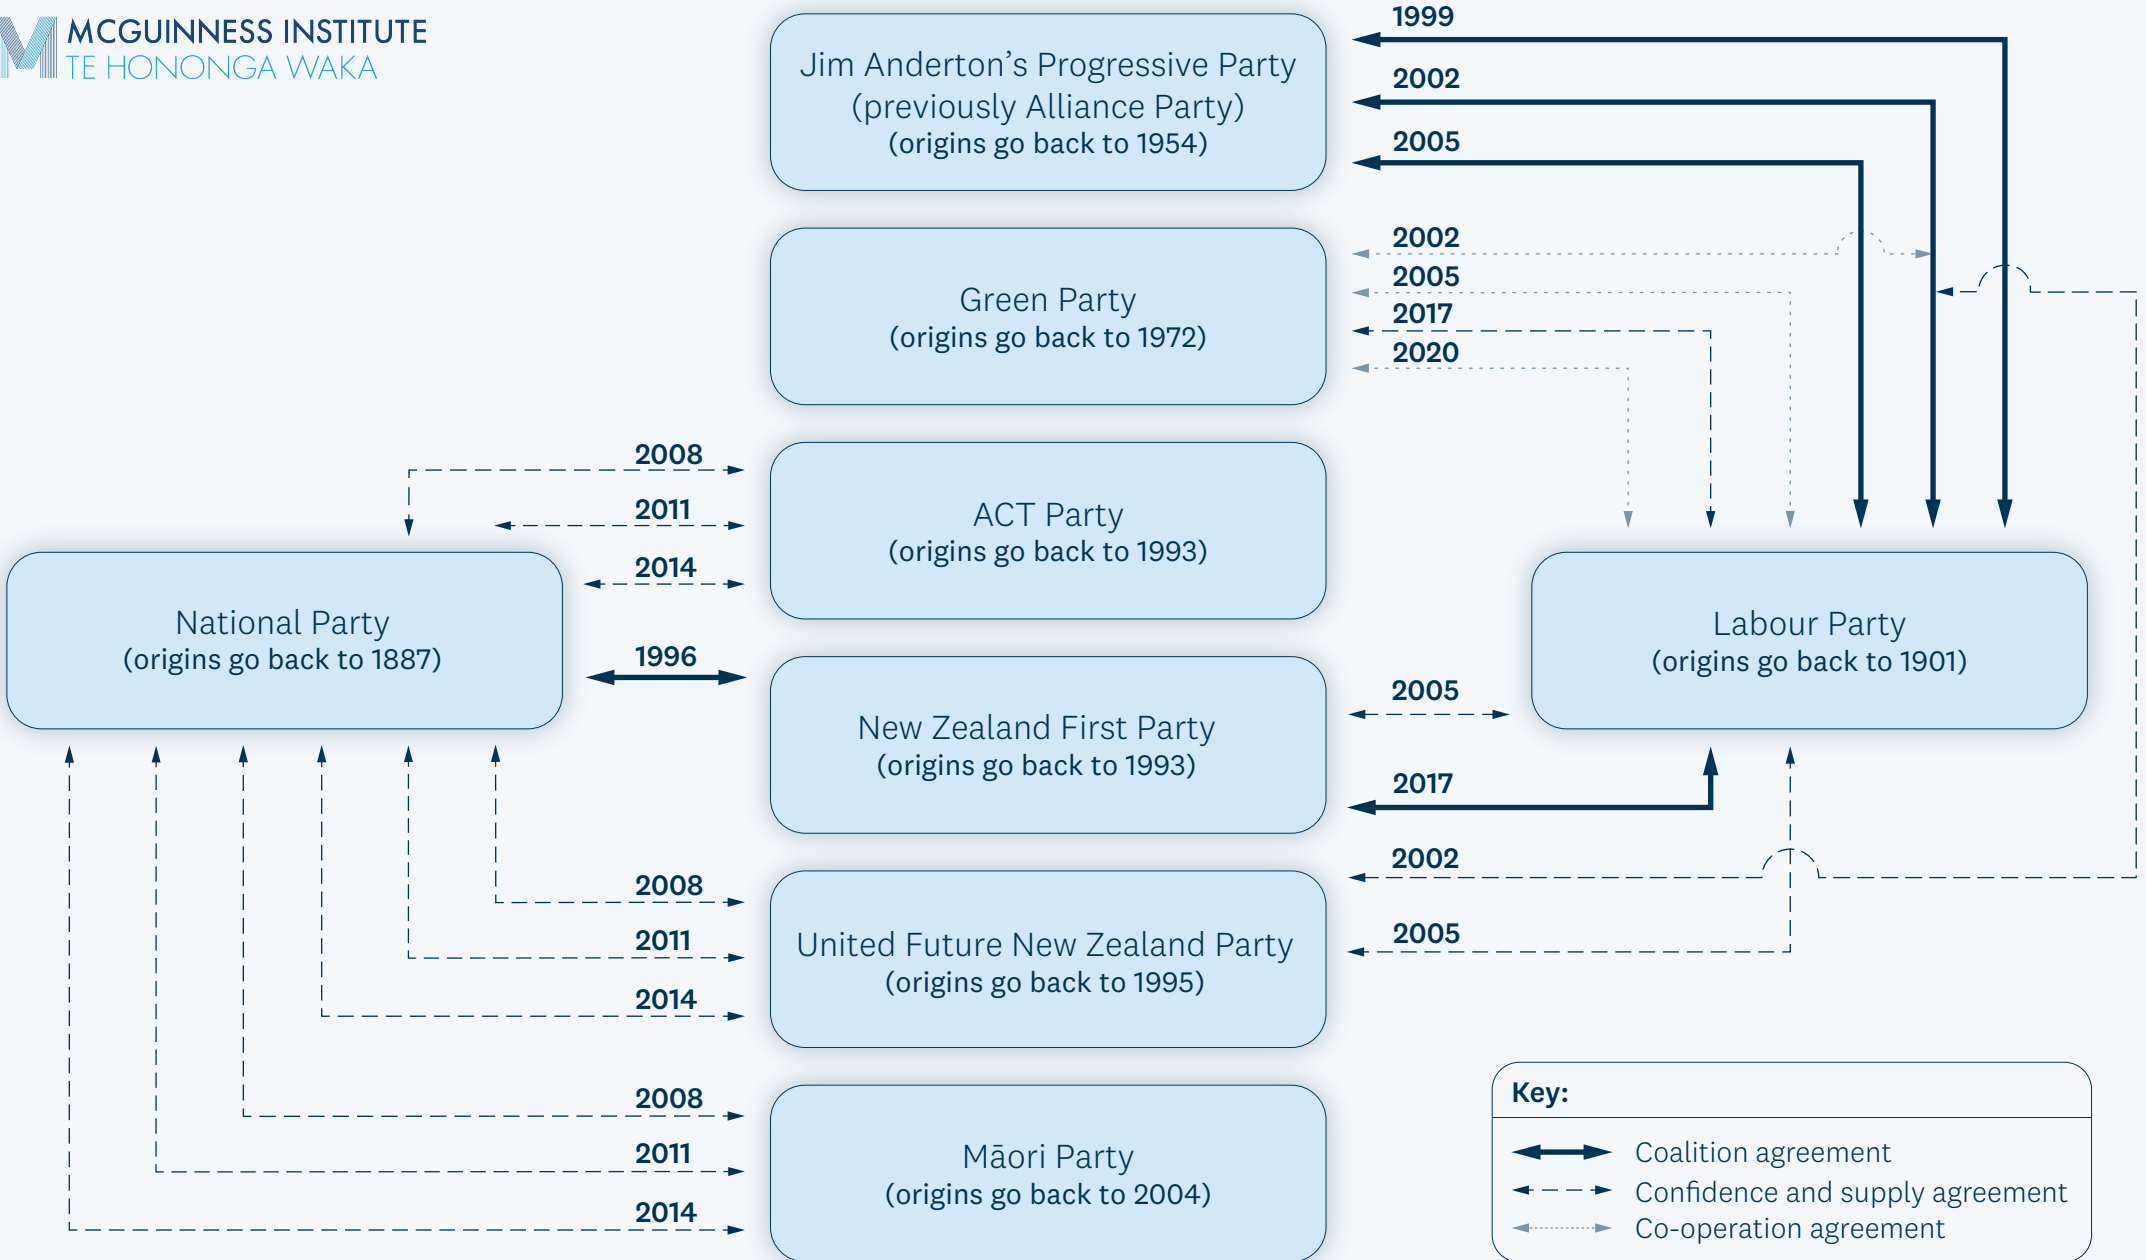 MCGUINNESS INSTITUTE
TE HONONGA WAKA
Jim Anderton’s Progressive Party
(previously Alliance Party)
(origins go back to 1954)
1999
2002
2005
Green Party
(origins go back to 1972)
2002
2005
2017
2020
2008
2011
2014
ACT Party
(origins go back to 1993)
National Party
(origins go back to 1887)
Labour Party
(origins go back to 1901)
1996
New Zealand First Party
(origins go back to 1993)
2005
2017
2008
2011
2014
United Future New Zealand Party
(origins go back to 1995)
2002
2005
2008
2011
2014
Māori Party
(origins go back to 2004)
Key:
Coalition agreement
Confidence and supply agreement
Co-operation agreement